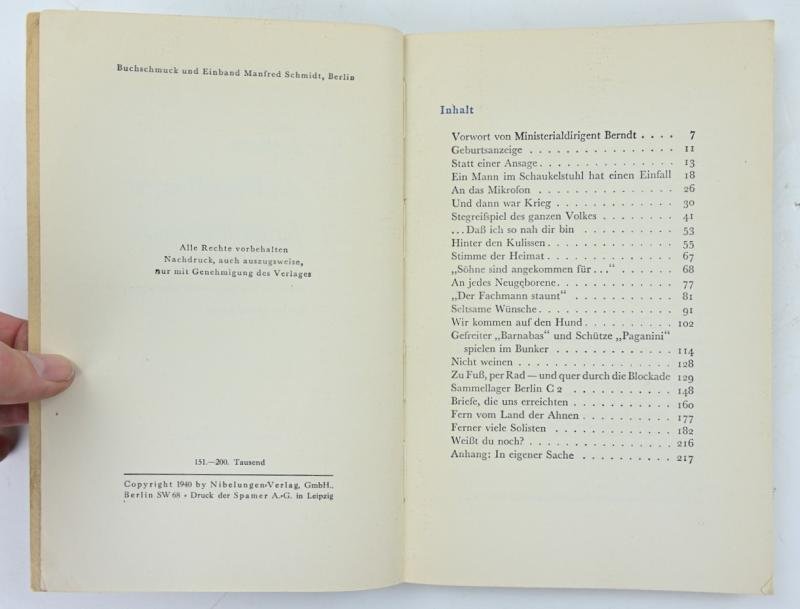 Buchschmuck und Einband Manfred Schmidt, Berlin
Alle Rechte vorbehalten
Nachdruck, auch auszugsweise,
nur mit Genehmigung des Verlages
151.—200. Tausend
Copyright 1940 by Nibelungen-Verlag, GmbH.,
Berlin SW 68 • Druck der Spamer A.-G. in Leipzig
Inhalt
Vorwort von Ministerialdirigent Berndt . . . . 7
Geburtsanzeige . . . . . . . . . . . . . . . 11
Statt einer Ansage . . . . . . . . . . . . . . 13
Ein Mann im Schaukelstuhl hat einen Einfall 18
An das Mikrofon . . . . . . . . . . . . . . 26
Und dann war Krieg . . . . . . . . . . . . 30
Stegreifspiel des ganzen Volkes . . . . . . . . 41
...Daß ich so nah dir bin . . . . . . . . . . 53
Hinter den Kulissen . . . . . . . . . . . . . 55
Stimme der Heimat . . . . . . . . . . . . . 67
„Söhne sind angekommen für ...“ . . . . . . . 68
An jedes Neugeborene . . . . . . . . . . . . 77
„Der Fachmann staunt“ . . . . . . . . . . . 81
Seltsame Wünsche . . . . . . . . . . . . . . 91
Wir kommen auf den Hund . . . . . . . . . 102
Gefreiter „Barnabas“ und Schütze „Paganini“
spielen im Bunker . . . . . . . . . . . . 114
Nicht weinen . . . . . . . . . . . . . . . . 128
Zu Fuß, per Rad — und quer durch die Blockade 129
Sammellager Berlin C 2 . . . . . . . . . . . 148
Briefe, die uns erreichten . . . . . . . . . . . 160
Fern vom Land der Ahnen . . . . . . . . . . 177
Ferner viele Solisten . . . . . . . . . . . . . 182
Weißt du noch? . . . . . . . . . . . . . . . 216
Anhang: In eigener Sache . . . . . . . . . . 217